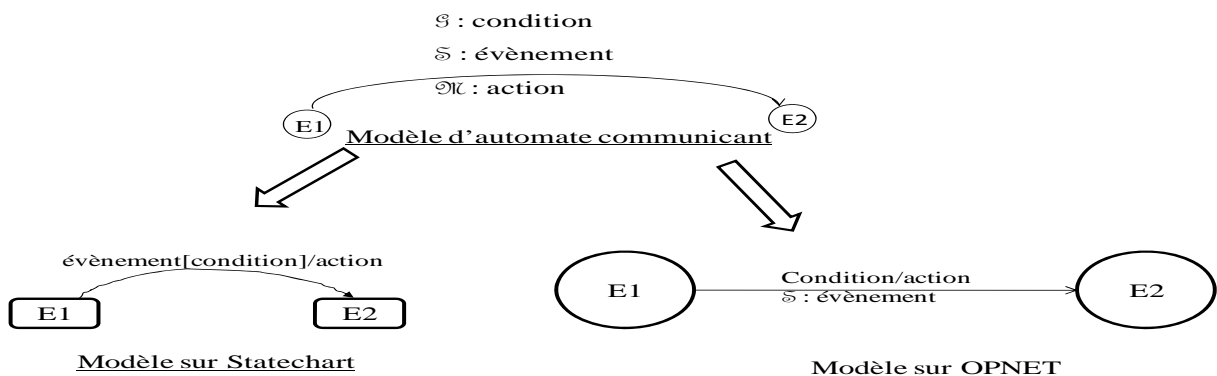 𝒢 : condition
𝒮 : évènement
ℳ : action
E1
E2
Modèle d'automate communicant
évènement[condition]/action
E1
E2
Modèle sur Statechart
E1
Condition/action
𝒮 : évènement
E2
Modèle sur OPNET